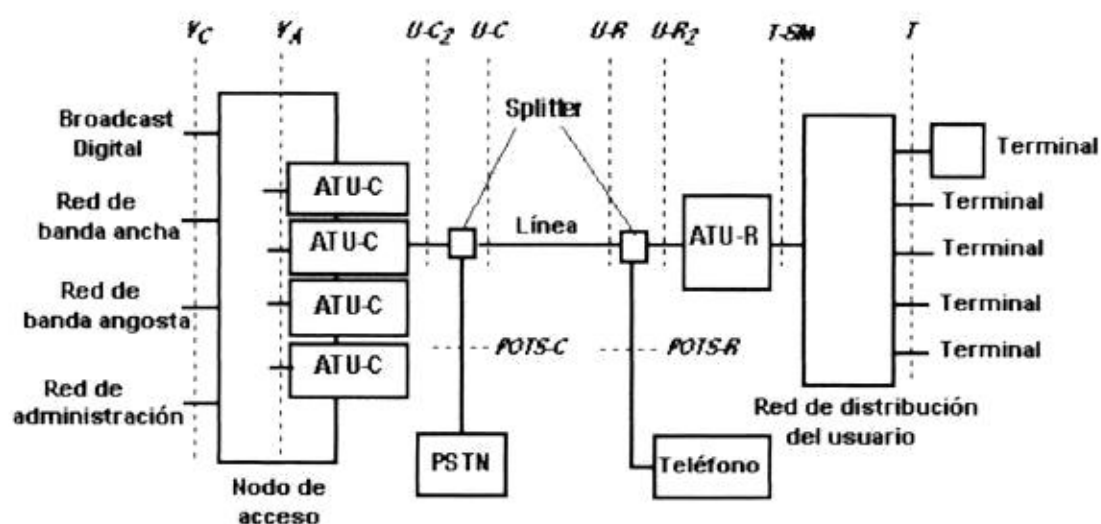 V_C V_A U-C₂ U-C U-R U-R₂ T-SM T
Splitter
Broadcast
Digital
Terminal
ATU-C
Red de
banda ancha
Terminal
ATU-C
Línea
ATU-R
Terminal
Red de
banda angosta
ATU-C
Terminal
POTS-C
POTS-R
ATU-C
Terminal
Red de
administración
Red de distribución
del usuario
PSTN
Teléfono
Nodo de
acceso